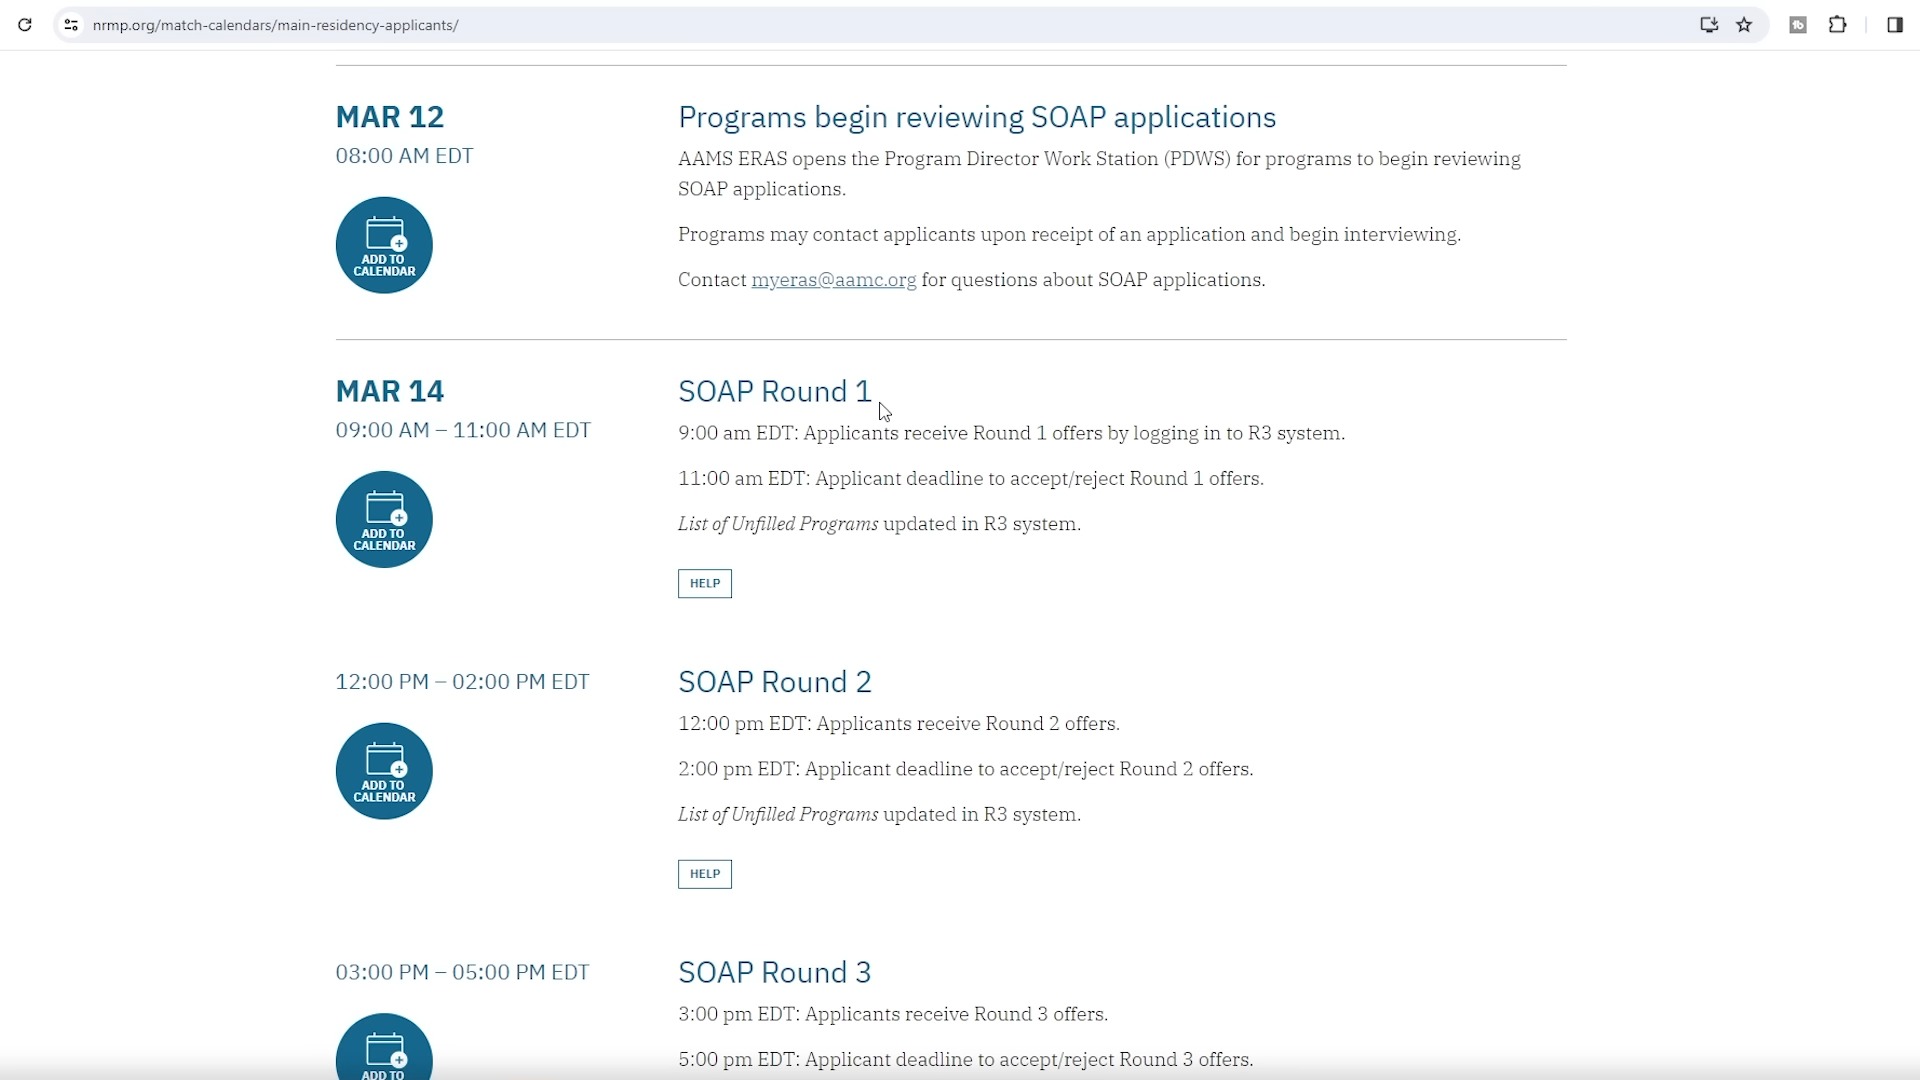 nrmp.org/match-calendars/main-residency-applicants/
MAR 12
08:00 AM EDT
ADD TO
CALENDAR
Programs begin reviewing SOAP applications
AAMS ERAS opens the Program Director Work Station (PDWS) for programs to begin reviewing
SOAP applications.
Programs may contact applicants upon receipt of an application and begin interviewing.
Contact myeras@aamc.org for questions about SOAP applications.
MAR 14
09:00 AM – 11:00 AM EDT
ADD TO
CALENDAR
SOAP Round 1
9:00 am EDT: Applicants receive Round 1 offers by logging in to R3 system.
11:00 am EDT: Applicant deadline to accept/reject Round 1 offers.
List of Unfilled Programs updated in R3 system.
HELP
12:00 PM – 02:00 PM EDT
ADD TO
CALENDAR
SOAP Round 2
12:00 pm EDT: Applicants receive Round 2 offers.
2:00 pm EDT: Applicant deadline to accept/reject Round 2 offers.
List of Unfilled Programs updated in R3 system.
HELP
03:00 PM – 05:00 PM EDT
ADD TO
SOAP Round 3
3:00 pm EDT: Applicants receive Round 3 offers.
5:00 pm EDT: Applicant deadline to accept/reject Round 3 offers.